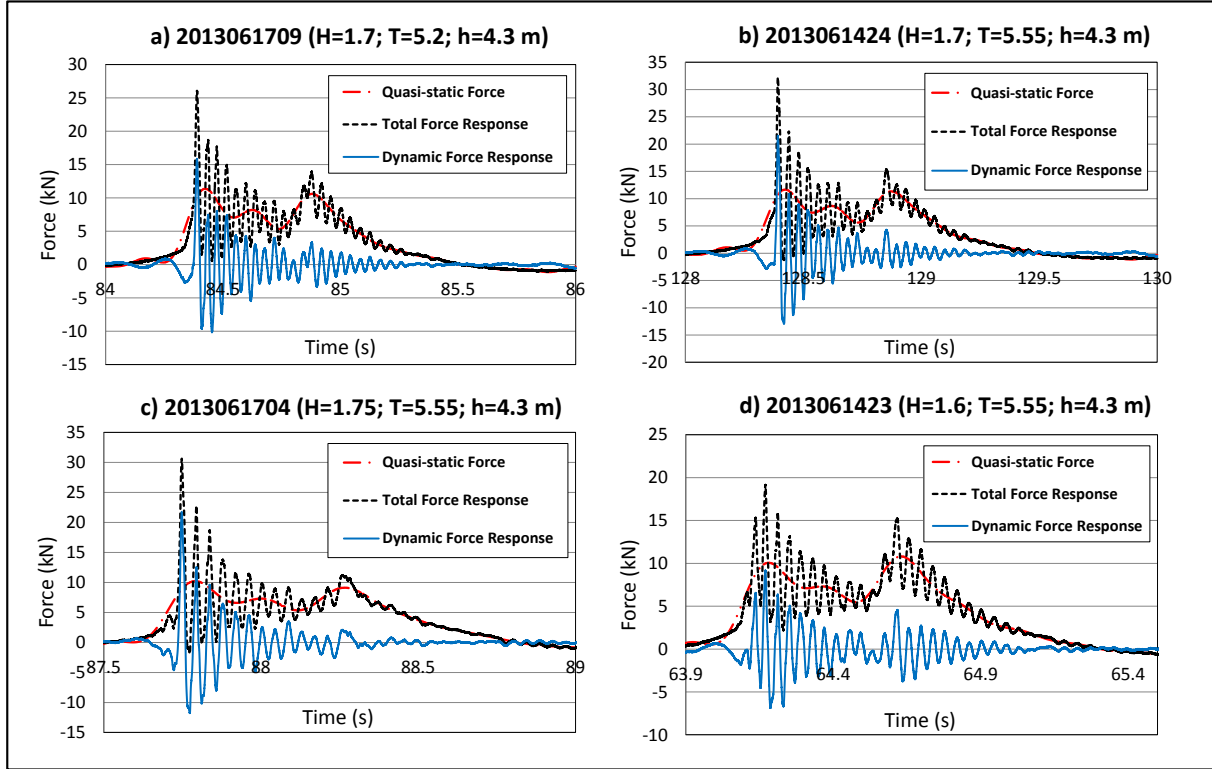 a) 2013061709 (H=1.7; T=5.2; h=4.3 m)
30
25
20
15
10
5
0
-5
-10
-15
Force (kN)
84
84.5
85
85.5
86
Time (s)
Quasi-static Force
Total Force Response
Dynamic Force Response
b) 2013061424 (H=1.7; T=5.55; h=4.3 m)
35
30
25
20
15
10
5
0
-5
-10
-15
-20
Force (kN)
128
128.5
129
129.5
130
Time (s)
Quasi-static Force
Total Force Response
Dynamic Force Response
c) 2013061704 (H=1.75; T=5.55; h=4.3 m)
35
30
25
20
15
10
5
0
-5
-10
-15
Force (kN)
87.5
88
88.5
89
Time (s)
Quasi-static Force
Total Force Response
Dynamic Force Response
d) 2013061423 (H=1.6; T=5.55; h=4.3 m)
25
20
15
10
5
0
-5
-10
Force (kN)
63.9
64.4
64.9
65.4
Time (s)
Quasi-static Force
Total Force Response
Dynamic Force Response